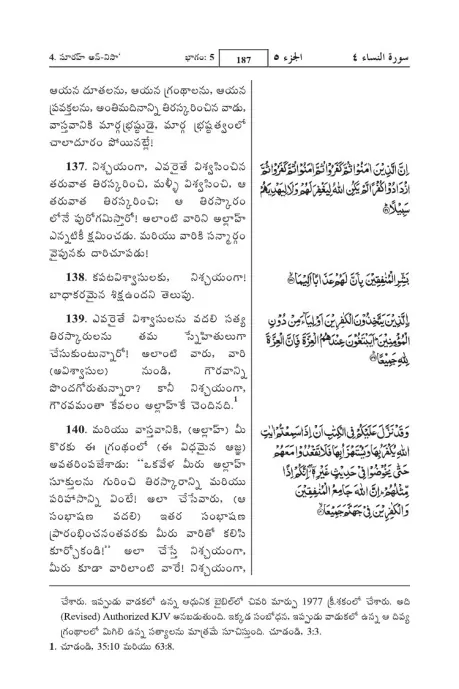 4. సూరహ్ అన్-నిసా'
భాగం: 5
187
الجزء ٥
سورة النساء ٤
ఆయన దూతలను, ఆయన గ్రంథాలను, ఆయన
ప్రవక్తలను, అంతిమదినాన్ని తిరస్కరించిన వాడు,
వాస్తవానికి మార్గభ్రష్టుడై, మార్గ భ్రష్టత్వంలో
చాలాదూరం పోయినట్లే!
137. నిశ్చయంగా, ఎవరైతే విశ్వసించిన
తరువాత తిరస్కరించి, మళ్ళీ విశ్వసించి, ఆ
తరువాత తిరస్కరించి; ఆ తిరస్కారం
లోనే పురోగమిస్తారో! అలాంటి వారిని అల్లాహ్
ఎన్నటికీ క్షమించడు. మరియు వారికి సన్మార్గం
వైపునకు దారిచూపడు!
إِنَّ الَّذِينَ آمَنُوا ثُمَّ كَفَرُوا ثُمَّ آمَنُوا ثُمَّ كَفَرُوا ثُمَّ
ازْدَادُوا كُفْرًا لَّمْ يَكُنِ اللَّهُ لِيَغْفِرَ لَهُمْ وَلَا لِيَهْدِيَهُمْ
سَبِيلًا
138. కపటవిశ్వాసులకు, నిశ్చయంగా!
బాధాకరమైన శిక్ష ఉందని తెలుపు.
بَشِّرِ الْمُنَافِقِينَ بِأَنَّ لَهُمْ عَذَابًا أَلِيمًا
139. ఎవరైతే విశ్వాసులను వదలి సత్య
తిరస్కారులను తమ స్నేహితులుగా
చేసుకుంటున్నారో! అలాంటి వారు, వారి
(అవిశ్వాసుల) నుండి, గౌరవాన్ని
పొందగోరుతున్నారా? కానీ నిశ్చయంగా,
గౌరవమంతా కేవలం అల్లాహ్‌కే చెందినది.1
الَّذِينَ يَتَّخِذُونَ الْكَافِرِينَ أَوْلِيَاءَ مِنْ دُونِ
الْمُؤْمِنِينَ أَيَبْتَغُونَ عِنْدَهُمُ الْعِزَّةَ فَإِنَّ الْعِزَّةَ
لِلَّهِ جَمِيعًا
140. మరియు వాస్తవానికి, (అల్లాహ్) మీ
కొరకు ఈ గ్రంథంలో (ఈ విధమైన ఆజ్ఞ)
అవతరింపజేశాడు: "ఒకవేళ మీరు అల్లాహ్
సూక్తులను గురించి తిరస్కారాన్ని మరియు
పరిహాసాన్ని వింటే! అలా చేసేవారు, (ఆ
సంభాషణ వదలి) ఇతర సంభాషణ
ప్రారంభించనంతవరకు మీరు వారితో కలిసి
కూర్చోకండి!" అలా చేస్తే నిశ్చయంగా,
మీరు కూడా వారిలాంటి వారే! నిశ్చయంగా,
وَقَدْ نَزَّلَ عَلَيْكُمْ فِي الْكِتَابِ أَنْ إِذَا سَمِعْتُمْ آيَاتِ
اللَّهِ يُكْفَرُ بِهَا وَيُسْتَهْزَأُ بِهَا فَلَا تَقْعُدُوا مَعَهُمْ
حَتَّى يَخُوضُوا فِي حَدِيثٍ غَيْرِهِ إِنَّكُمْ إِذًا
مِثْلُهُمْ إِنَّ اللَّهَ جَامِعُ الْمُنَافِقِينَ
وَالْكَافِرِينَ فِي جَهَنَّمَ جَمِيعًا
చేశారు. ఇప్పుడు వాడకలో ఉన్న ఆధునిక బైబిల్‌లో చివరి మార్పు 1977 క్రీ.శకంలో చేశారు. అది
(Revised) Authorized KJV అనబడుతుంది. ఇక్కడ సంబోధన, ఇప్పుడు వాడుకలో ఉన్న ఆ దివ్య
గ్రంథాలలో మిగిలి ఉన్న సత్యాలను మాత్రమే సూచిస్తుంది. చూడండి, 3:3.
1. చూడండి, 35:10 మరియు 63:8.